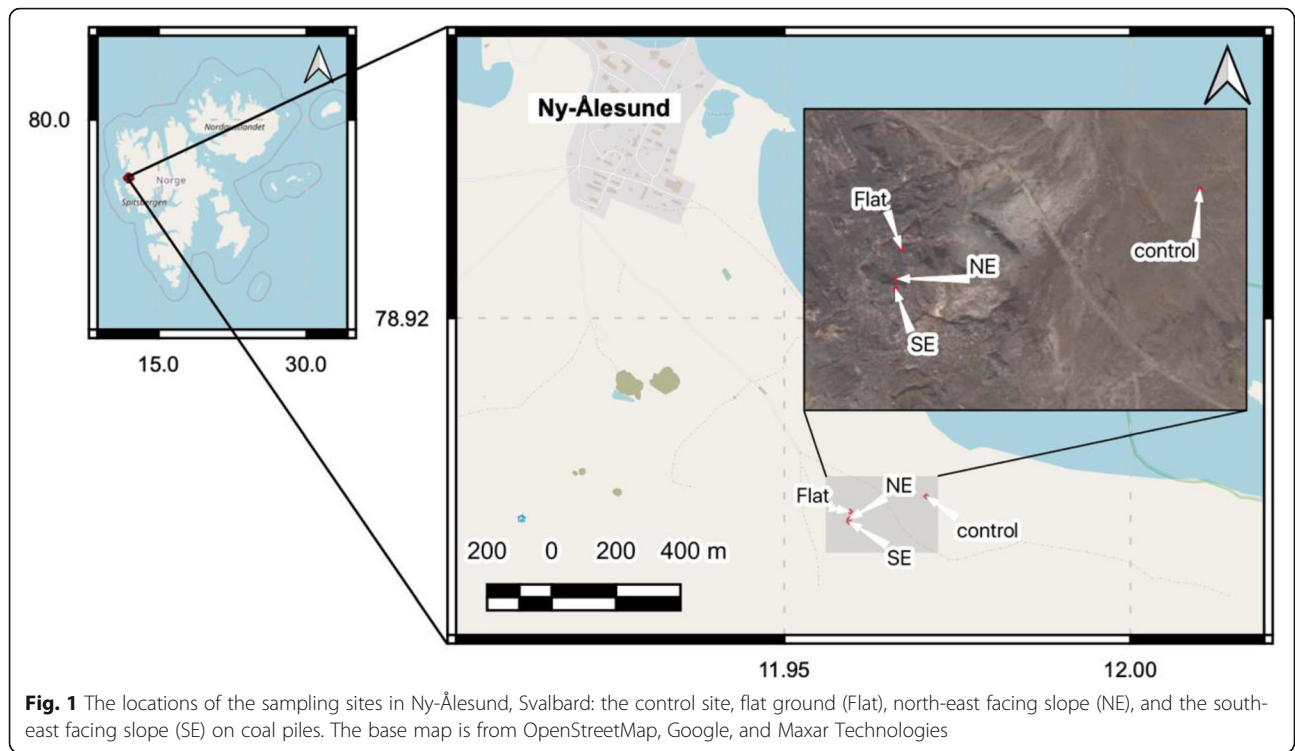 80.0
Nordaustlandet
Norge
Spitsbergen
15.0
30.0
Ny-Ålesund
78.92
Flat
NE
control
SE
Flat
NE
control
SE
200 0 200 400 m
11.95
12.00
Fig. 1 The locations of the sampling sites in Ny-Ålesund, Svalbard: the control site, flat ground (Flat), north-east facing slope (NE), and the south-
east facing slope (SE) on coal piles. The base map is from OpenStreetMap, Google, and Maxar Technologies